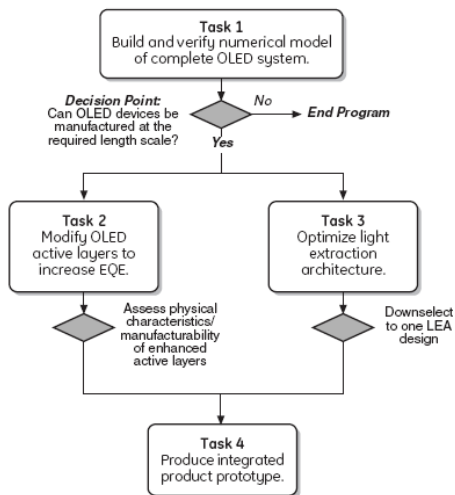 Task 1
Build and verify numerical model
of complete OLED system.
Decision Point:
Can OLED devices be
manufactured at the
required length scale?
No
End Program
Yes
Task 2
Modify OLED
active layers to
increase EQE.
Task 3
Optimize light
extraction
architecture.
Assess physical
characteristics/
manufacturability
of enhanced
active layers
Downselect
to one LEA
design
Task 4
Produce integrated
product prototype.